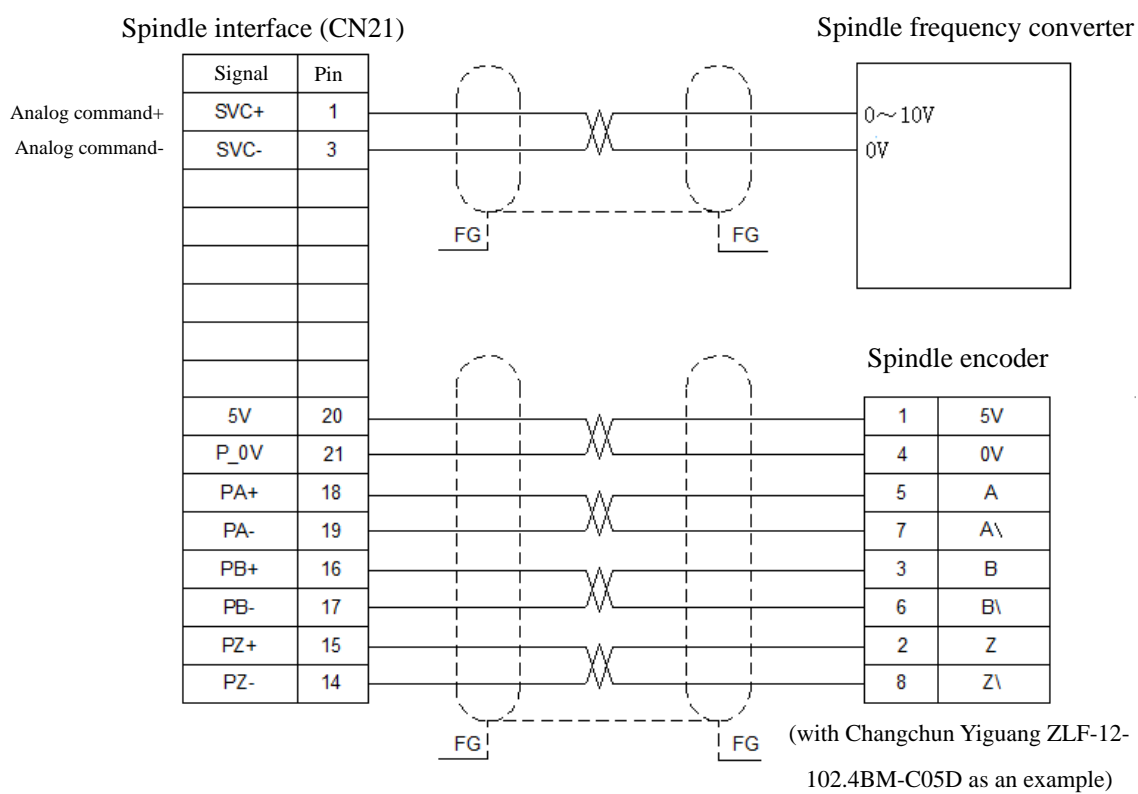 Spindle interface (CN21)
Spindle frequency converter
Signal Pin
Analog command+ SVC+ 1 0～10V
Analog command- SVC- 3 0V
FG FG
Spindle encoder
5V 20 1 5V
P_0V 21 4 0V
PA+ 18 5 A
PA- 19 7 A\
PB+ 16 3 B
PB- 17 6 B\
PZ+ 15 2 Z
PZ- 14 8 Z\
FG FG
(with Changchun Yiguang ZLF-12-
102.4BM-C05D as an example)